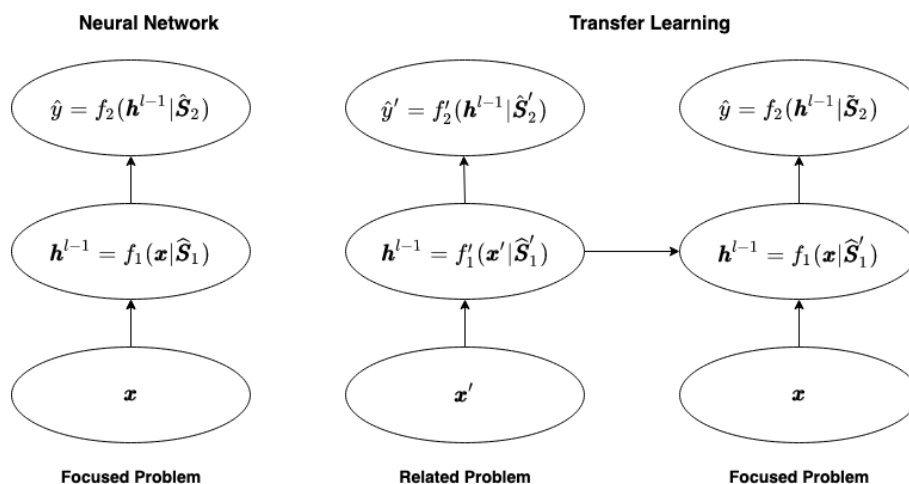 Neural Network
Transfer Learning
ŷ = f₂(𝒉^{l−1}|Ŝ₂)
ŷ′ = f′₂(𝒉^{l−1}|Ŝ′₂)
ŷ = f₂(𝒉^{l−1}|S̃₂)
𝒉^{l−1} = f₁(𝒙|Ŝ₁)
𝒉^{l−1} = f′₁(𝒙′|Ŝ′₁)
𝒉^{l−1} = f₁(𝒙|Ŝ′₁)
𝒙
𝒙′
𝒙
Focused Problem
Related Problem
Focused Problem